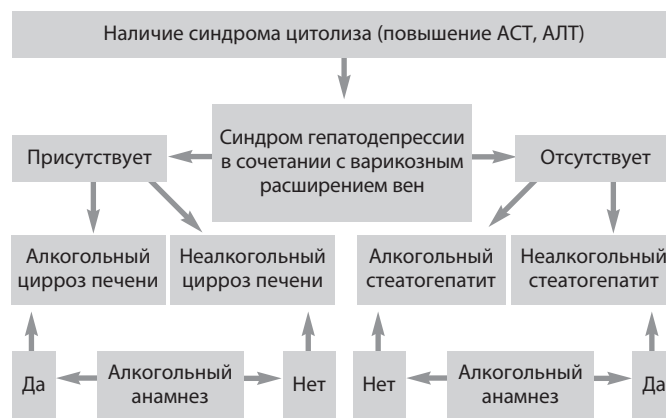 Наличие синдрома цитолиза (повышение АСТ, АЛТ)
Синдром гепатодепрессии
в сочетании с варикозным
расширением вен
Присутствует
Отсутствует
Алкогольный
цирроз печени
Неалкогольный
цирроз печени
Алкогольный
стеатогепатит
Неалкогольный
стеатогепатит
Да
Алкогольный
анамнез
Нет
Нет
Алкогольный
анамнез
Да